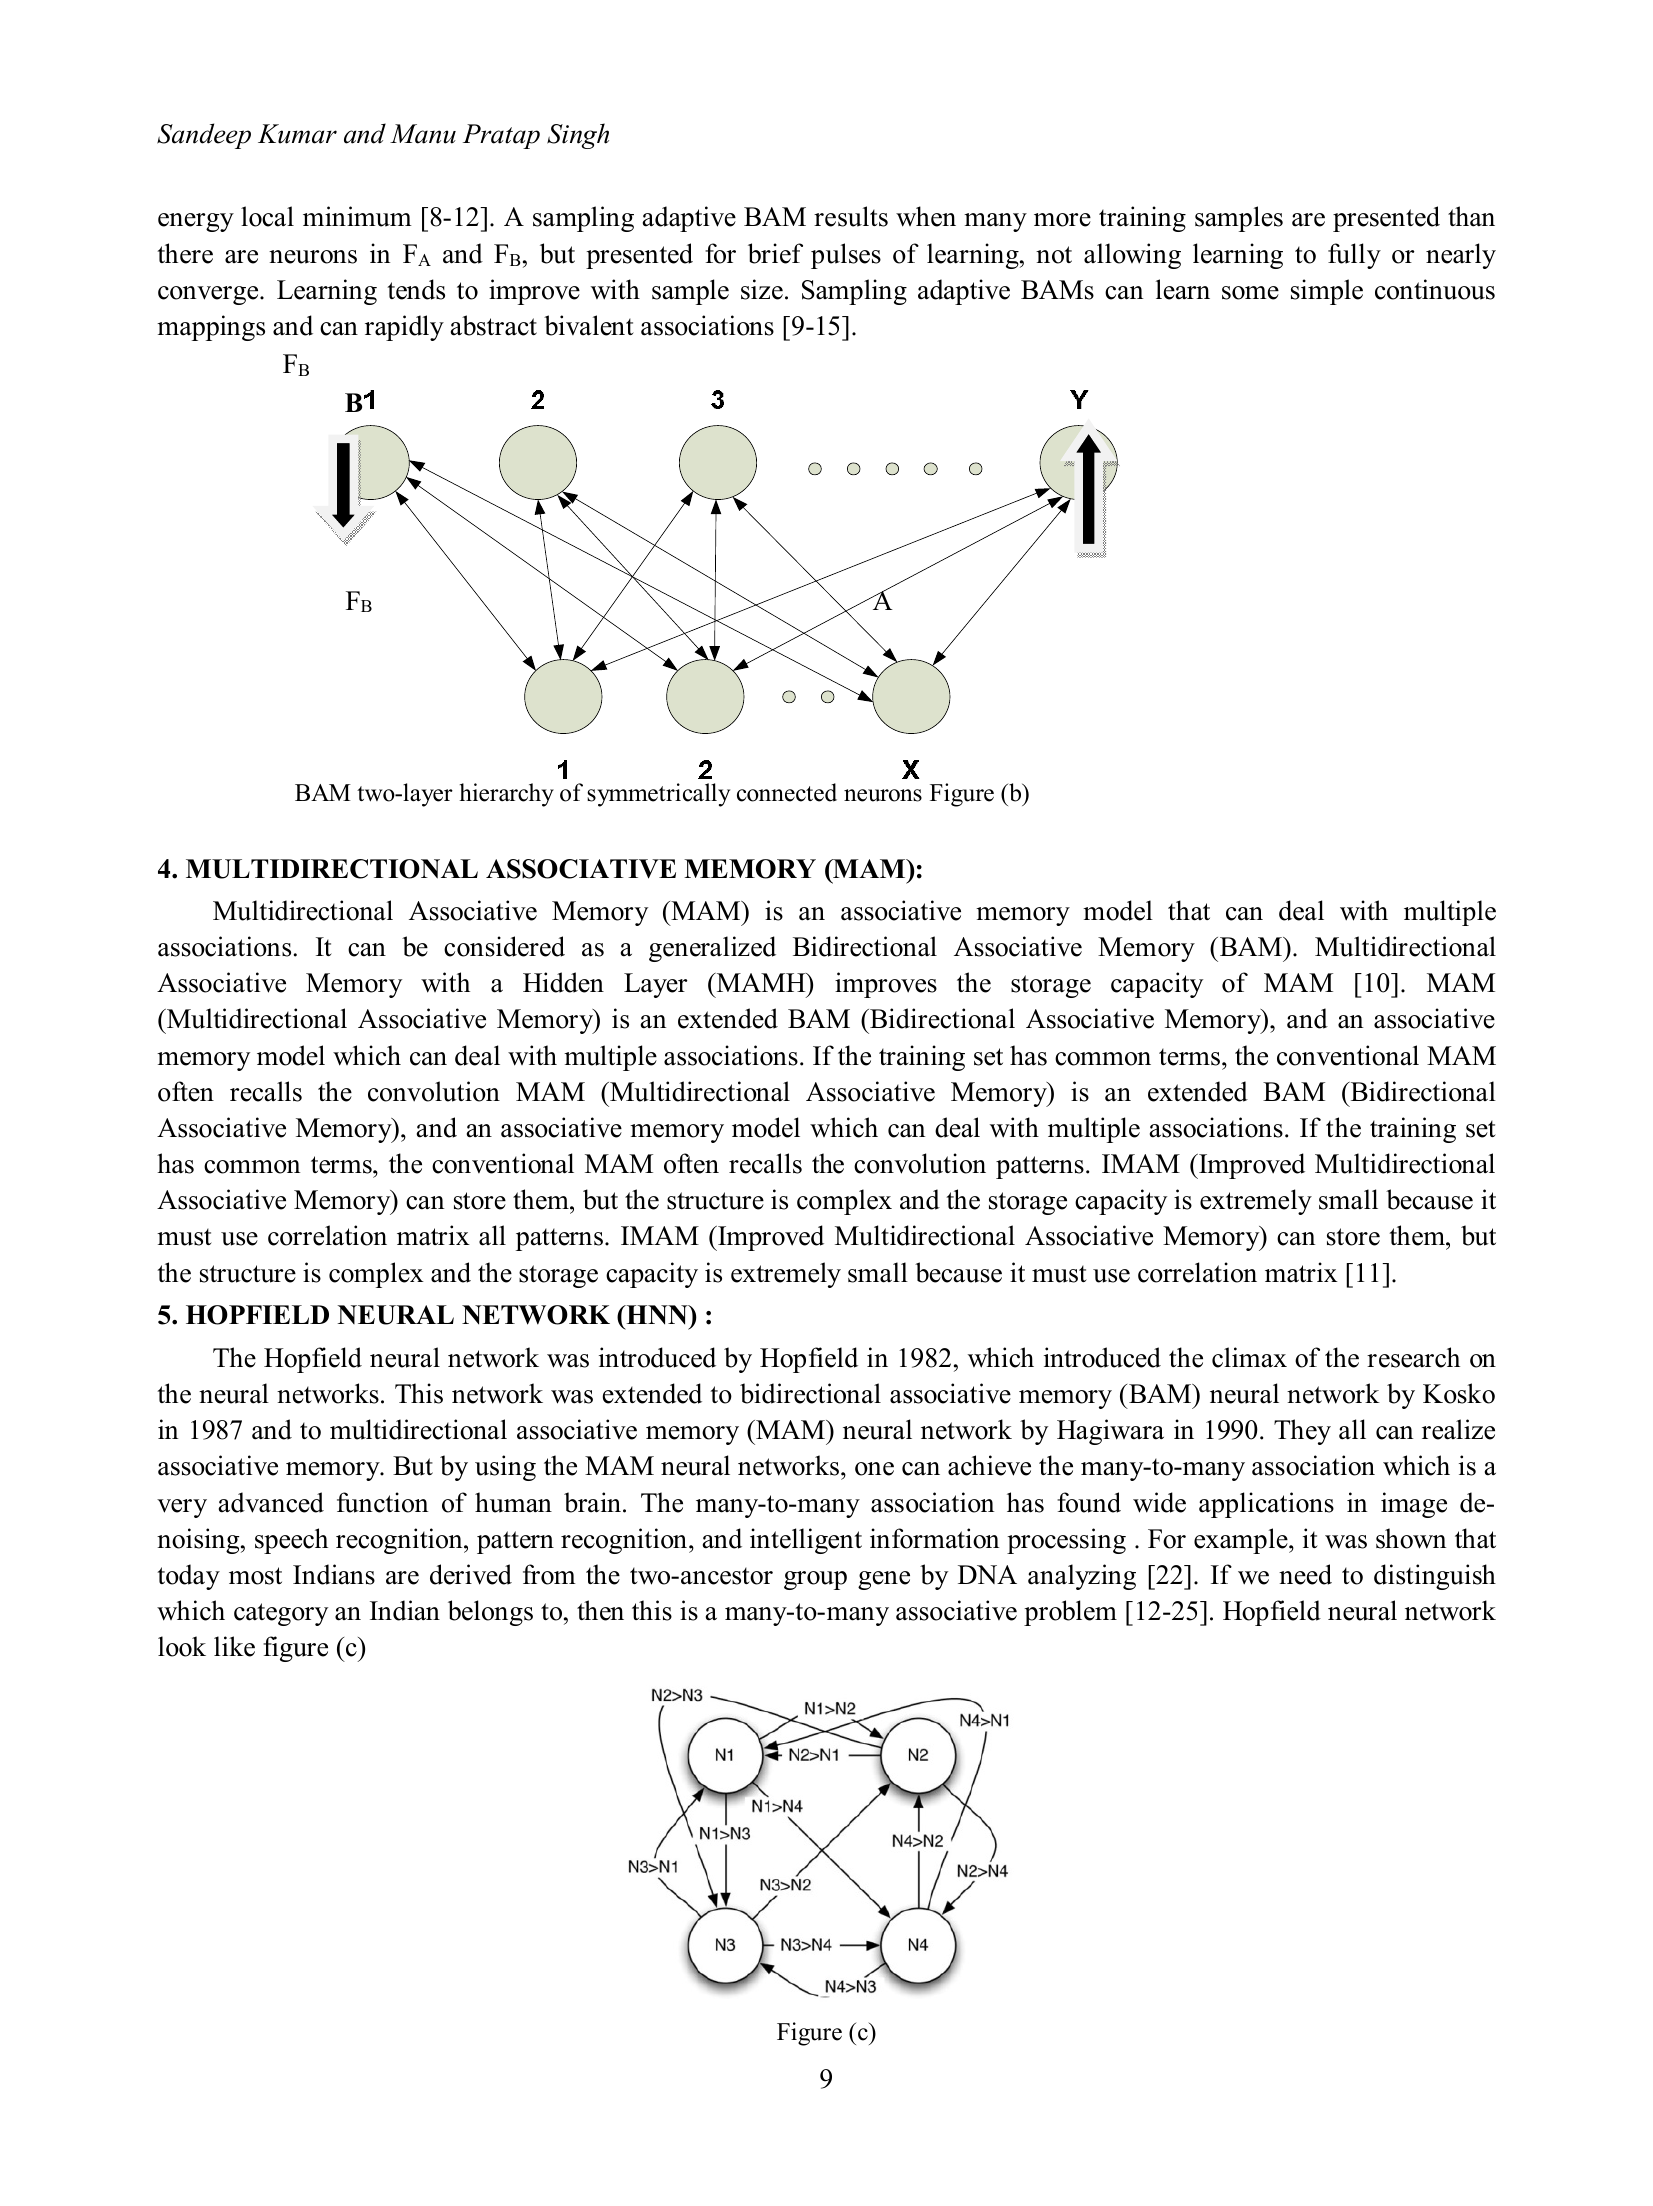 Sandeep Kumar and Manu Pratap Singh
energy local minimum [8-12]. A sampling adaptive BAM results when many more training samples are presented than
there are neurons in FA and FB, but presented for brief pulses of learning, not allowing learning to fully or nearly
converge. Learning tends to improve with sample size. Sampling adaptive BAMs can learn some simple continuous
mappings and can rapidly abstract bivalent associations [9-15].
FB
B1 2 3 Y
FB A
1 2 X
BAM two-layer hierarchy of symmetrically connected neurons Figure (b)
4. MULTIDIRECTIONAL ASSOCIATIVE MEMORY (MAM):
Multidirectional Associative Memory (MAM) is an associative memory model that can deal with multiple
associations. It can be considered as a generalized Bidirectional Associative Memory (BAM). Multidirectional
Associative Memory with a Hidden Layer (MAMH) improves the storage capacity of MAM [10]. MAM
(Multidirectional Associative Memory) is an extended BAM (Bidirectional Associative Memory), and an associative
memory model which can deal with multiple associations. If the training set has common terms, the conventional MAM
often recalls the convolution MAM (Multidirectional Associative Memory) is an extended BAM (Bidirectional
Associative Memory), and an associative memory model which can deal with multiple associations. If the training set
has common terms, the conventional MAM often recalls the convolution patterns. IMAM (Improved Multidirectional
Associative Memory) can store them, but the structure is complex and the storage capacity is extremely small because it
must use correlation matrix all patterns. IMAM (Improved Multidirectional Associative Memory) can store them, but
the structure is complex and the storage capacity is extremely small because it must use correlation matrix [11].
5. HOPFIELD NEURAL NETWORK (HNN) :
The Hopfield neural network was introduced by Hopfield in 1982, which introduced the climax of the research on
the neural networks. This network was extended to bidirectional associative memory (BAM) neural network by Kosko
in 1987 and to multidirectional associative memory (MAM) neural network by Hagiwara in 1990. They all can realize
associative memory. But by using the MAM neural networks, one can achieve the many-to-many association which is a
very advanced function of human brain. The many-to-many association has found wide applications in image de-
noising, speech recognition, pattern recognition, and intelligent information processing . For example, it was shown that
today most Indians are derived from the two-ancestor group gene by DNA analyzing [22]. If we need to distinguish
which category an Indian belongs to, then this is a many-to-many associative problem [12-25]. Hopfield neural network
look like figure (c)
N2>N3
N1>N2
N4>N1
N1 N2>N1 N2
N1>N4
N1>N3
N4>N2
N3>N1
N2>N4
N3>N2
N3 N3>N4 N4
N4>N3
Figure (c)
9